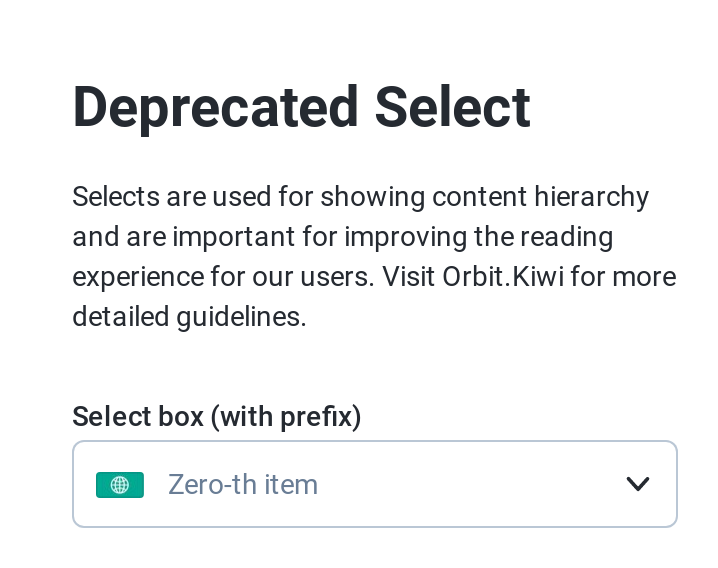 Deprecated Select
Selects are used for showing content hierarchy
and are important for improving the reading
experience for our users. Visit Orbit.Kiwi for more
detailed guidelines.
Select box (with prefix)
Zero-th item